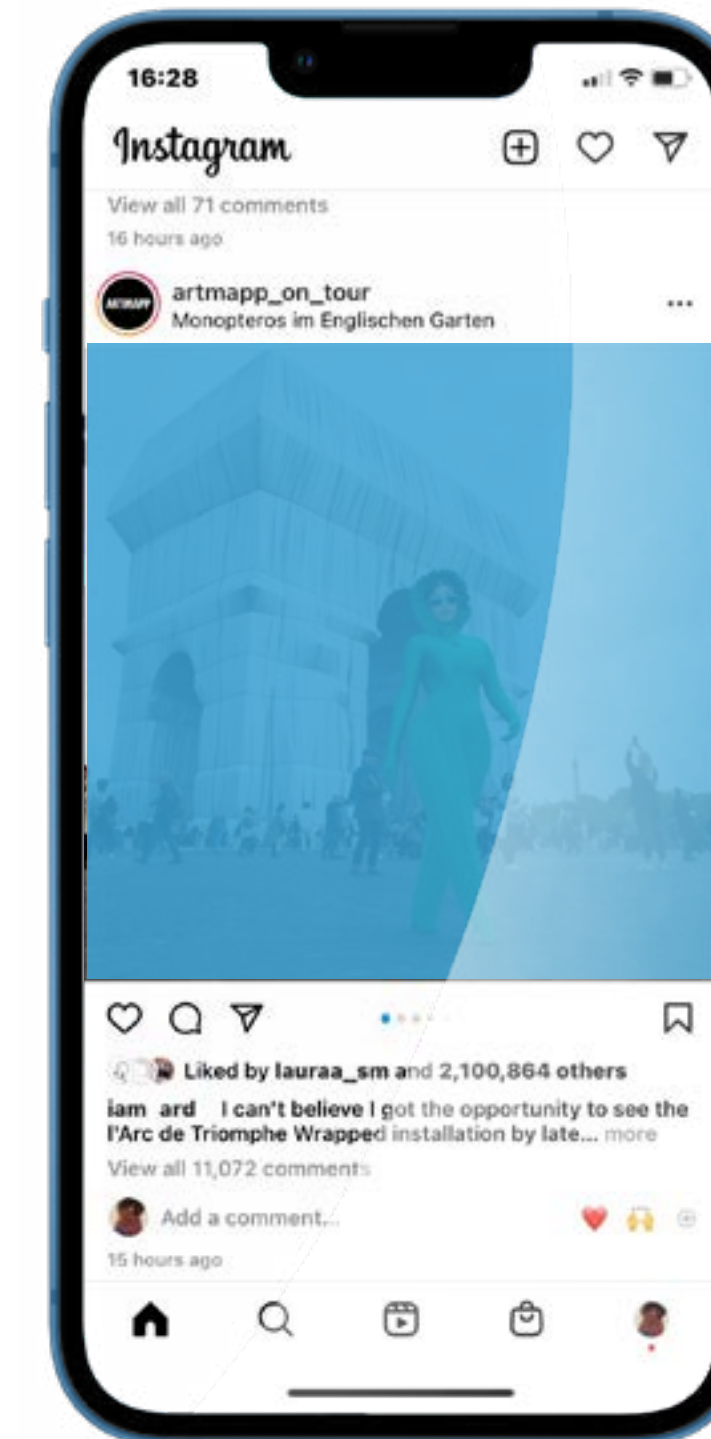 16:28
Instagram
View all 71 comments
16 hours ago
ARTMAPP
artmapp_on_tour
Monopteros im Englischen Garten
Liked by lauraa_sm and 2,100,864 others
iam ard I can't believe I got the opportunity to see the
l'Arc de Triomphe Wrapped installation by late... more
View all 11,072 comments
Add a comment...
15 hours ago